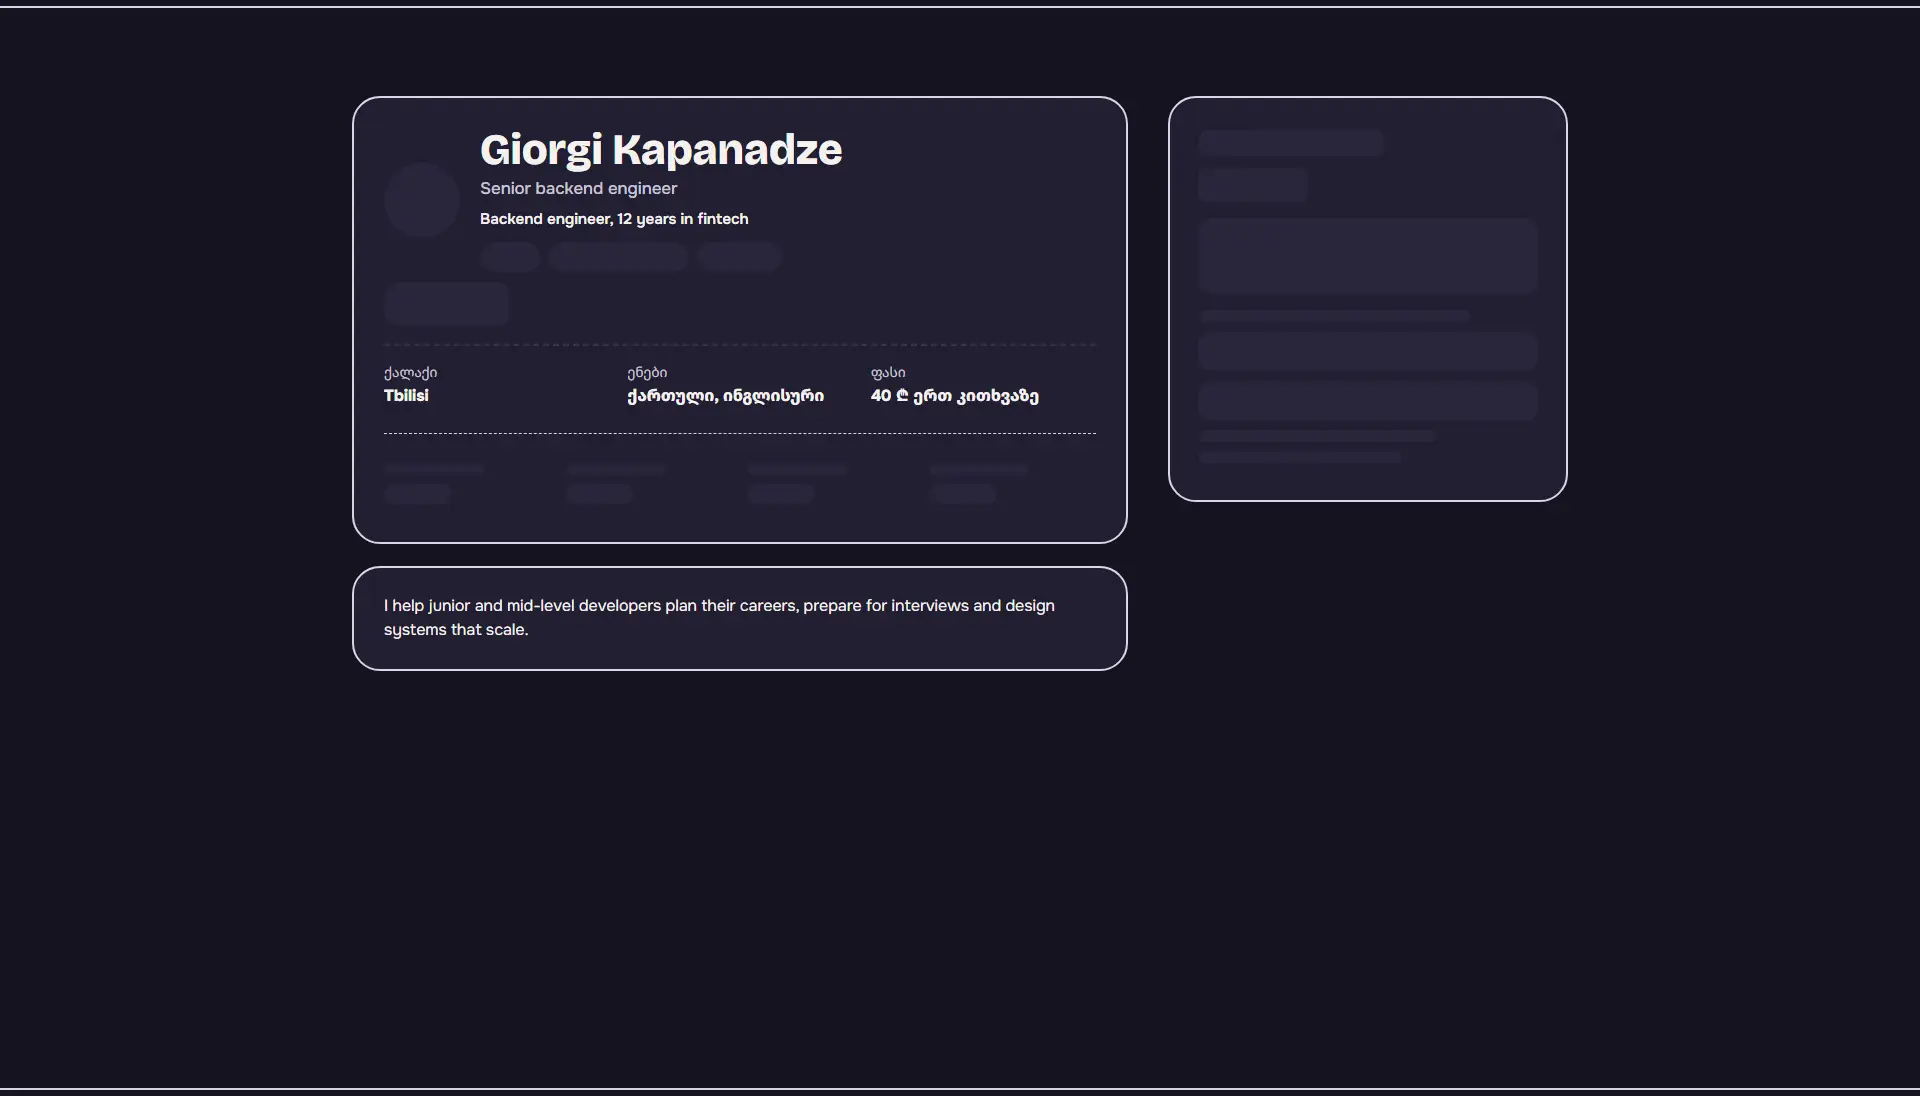 Giorgi Kapanadze
Senior backend engineer
Backend engineer, 12 years in fintech
ქალაქი
Tbilisi
ენები
ქართული, ინგლისური
ფასი
40 ₾ ერთ კითხვაზე
I help junior and mid-level developers plan their careers, prepare for interviews and design
systems that scale.